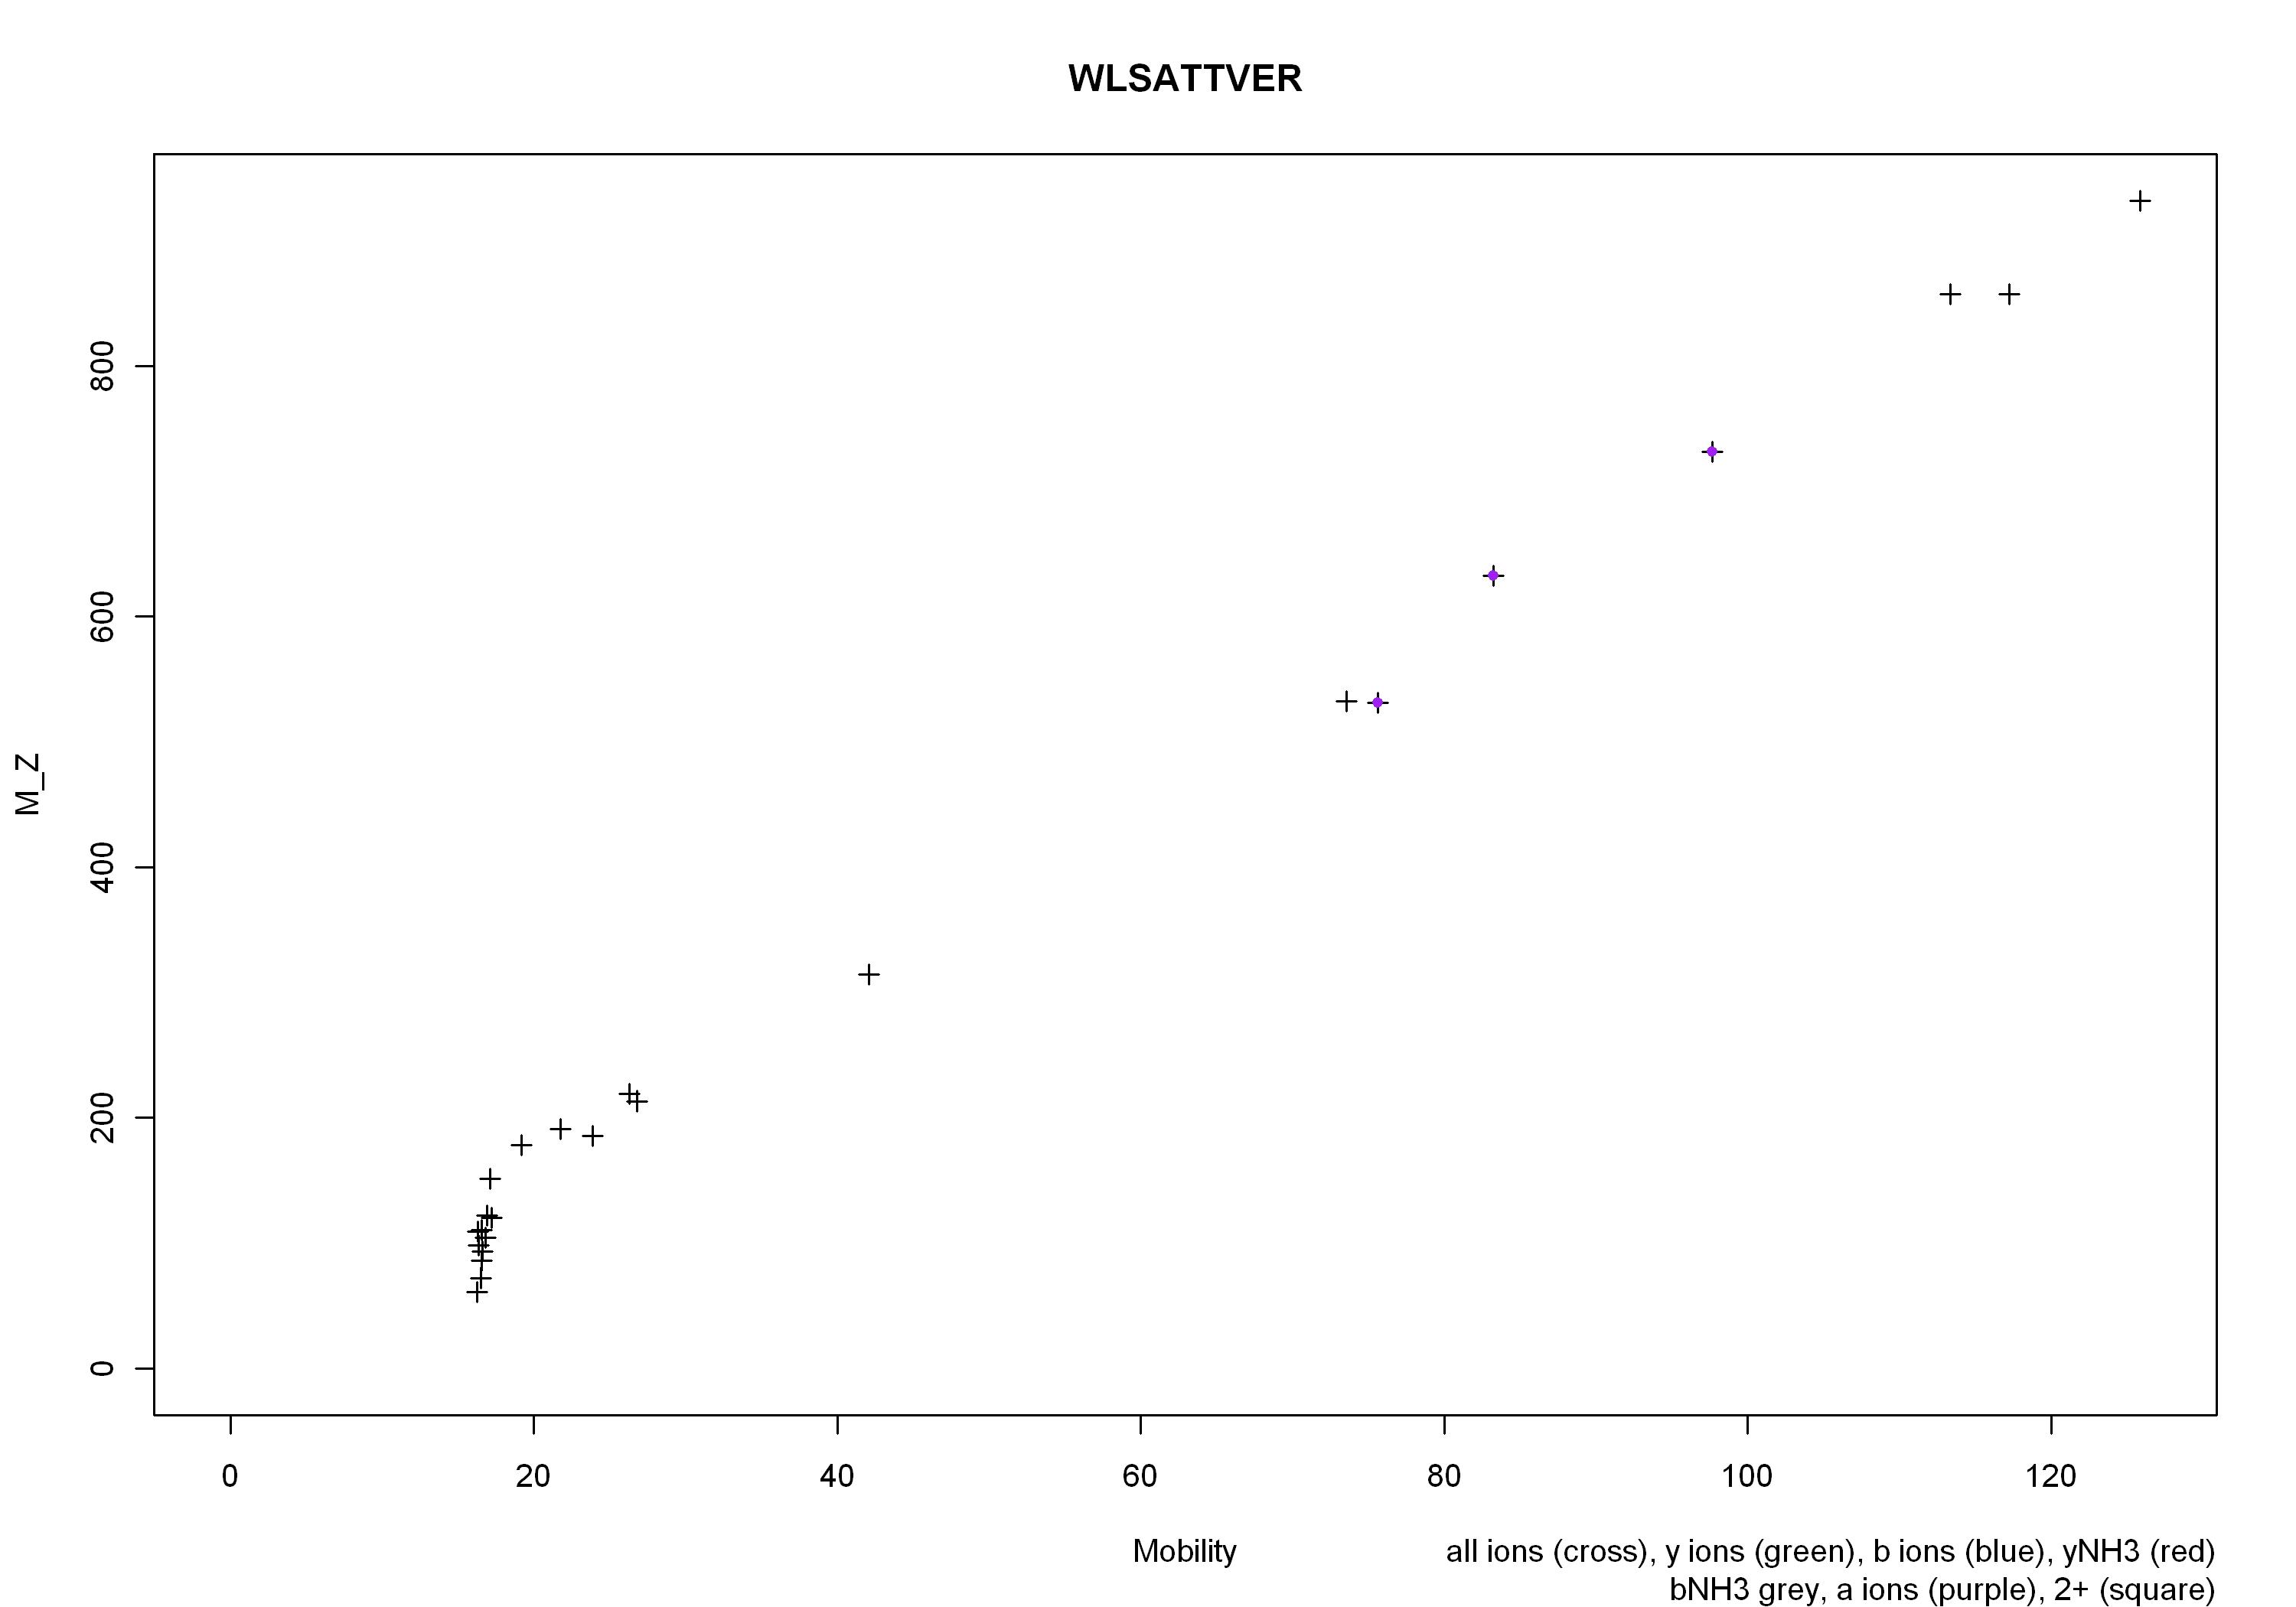 WLSATTVER
M_Z
800
600
400
200
0
0 20 40 60 80 100 120
Mobility
all ions (cross), y ions (green), b ions (blue), yNH3 (red)
bNH3 grey, a ions (purple), 2+ (square)